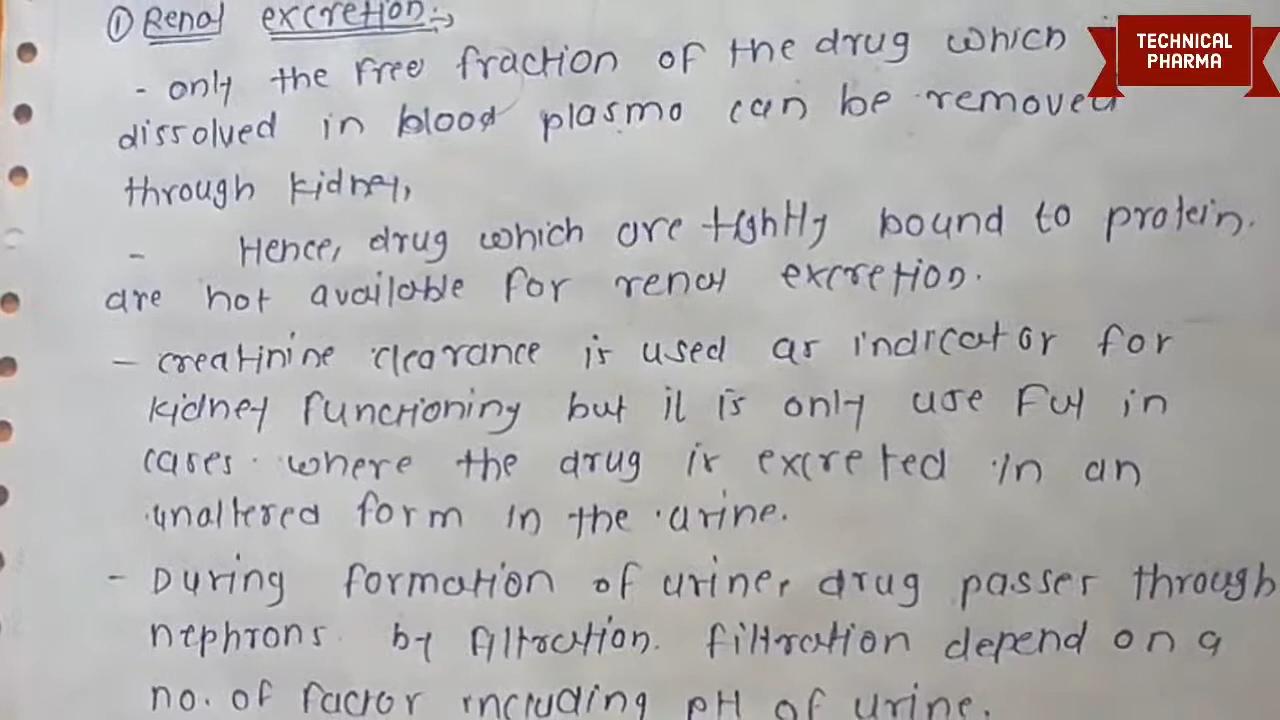 ① Renal excretion :→
- only the free fraction of the drug which
dissolved in blood plasma can be removed
through kidney,
- Hence, drug which are tightly bound to protein.
are not available for renal excretion.
- creatinine clearance is used as indicator for
kidney functioning but it is only use ful in
cases where the drug is excreted in an
unaltered form in the urine.
- During formation of urine, drug passes through
nephrons by filtration. filtration depend on a
no. of factor including pH of urine.
TECHNICAL
PHARMA